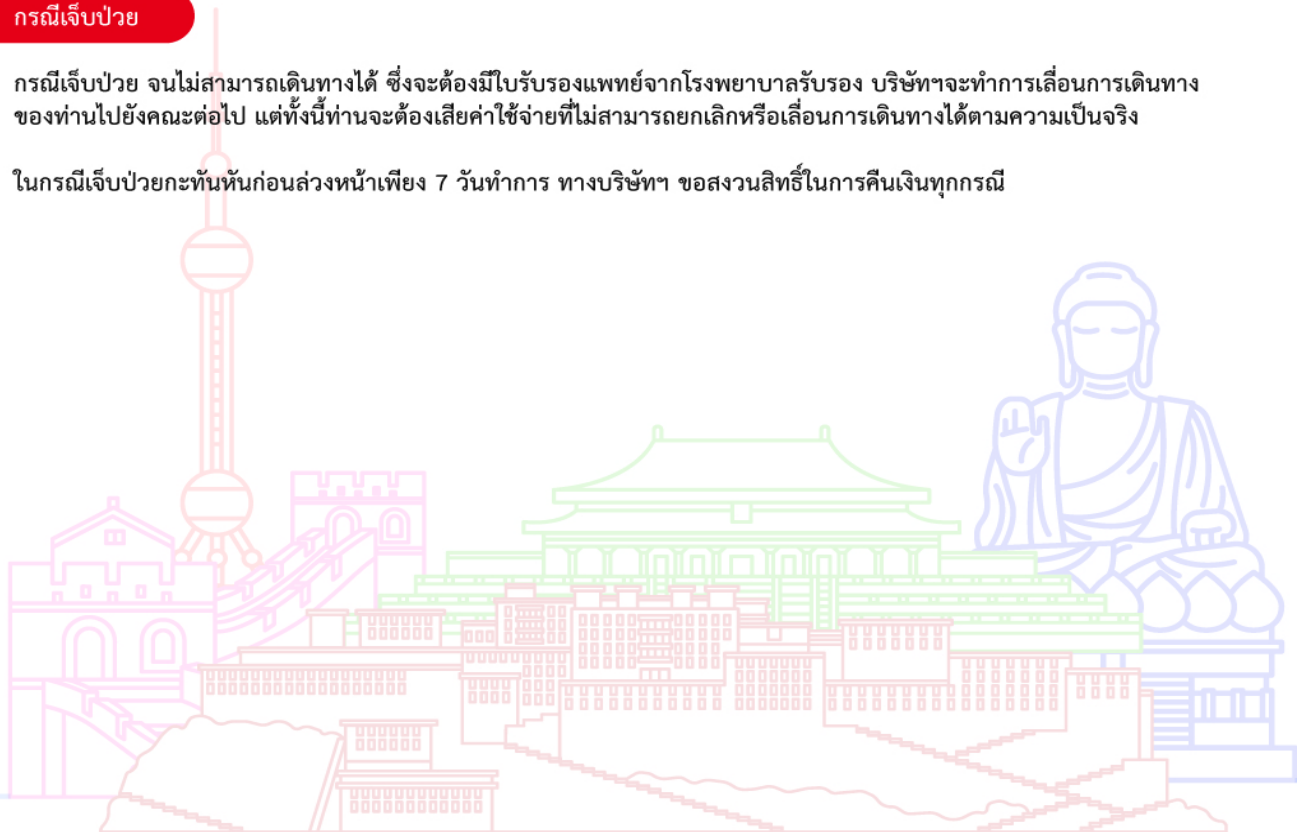 กรณีเจ็บป่วย
กรณีเจ็บป่วย จนไม่สามารถเดินทางได้ ซึ่งจะต้องมีใบรับรองแพทย์จากโรงพยาบาลรับรอง บริษัทฯจะทำการเลื่อนการเดินทาง
ของท่านไปยังคณะต่อไป แต่ทั้งนี้ท่านจะต้องเสียค่าใช้จ่ายที่ไม่สามารถยกเลิกหรือเลื่อนการเดินทางได้ตามความเป็นจริง
ในกรณีเจ็บป่วยกะทันหันก่อนล่วงหน้าเพียง 7 วันทำการ ทางบริษัทฯ ขอสงวนสิทธิ์ในการคืนเงินทุกกรณี